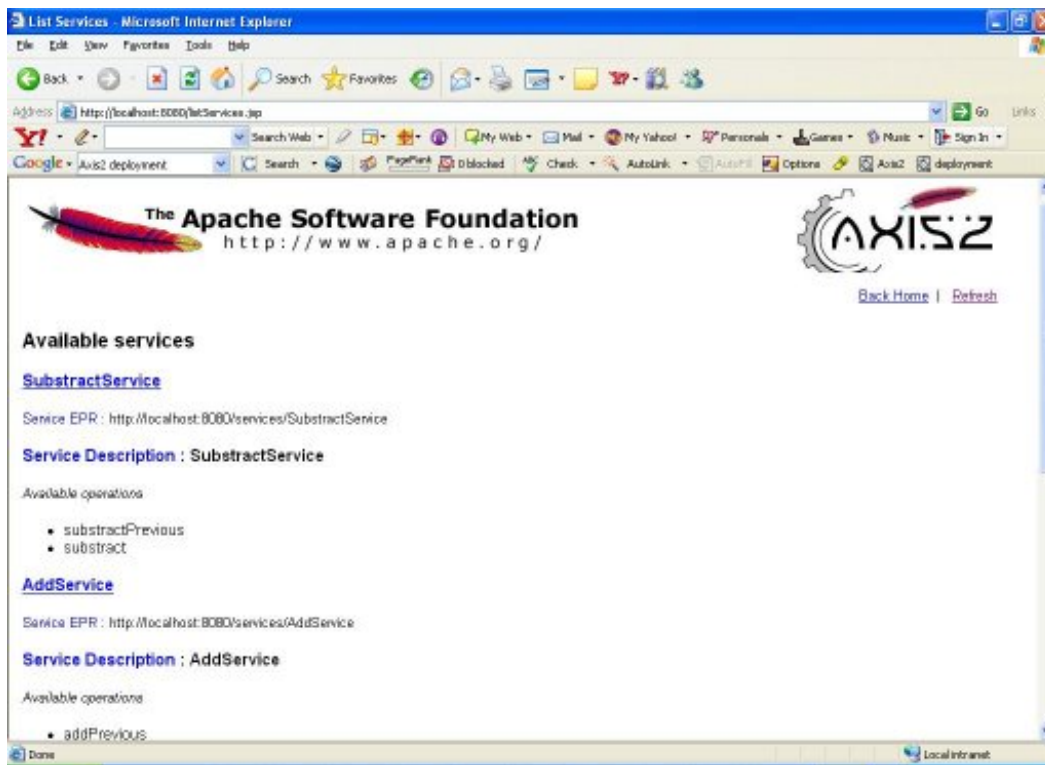 List Services - Microsoft Internet Explorer
File Edit View Favorites Tools Help
Back Search Favorites
Address http://localhost:8080/listServices.jsp Go Links
Y! Search Web My Web Mail My Yahoo! Personals Games Music Sign In
Google Axis2 deployment Search PageRank 0 blocked Check AutoLink AutoFill Options Axis2 deployment
The Apache Software Foundation
http://www.apache.org/
AXIS2
Back Home | Refresh
Available services
SubstractService
Service EPR : http://localhost:8080/services/SubstractService
Service Description : SubstractService
Available operations
• substractPrevious
• substract
AddService
Service EPR : http://localhost:8080/services/AddService
Service Description : AddService
Available operations
• addPrevious
Done Local intranet